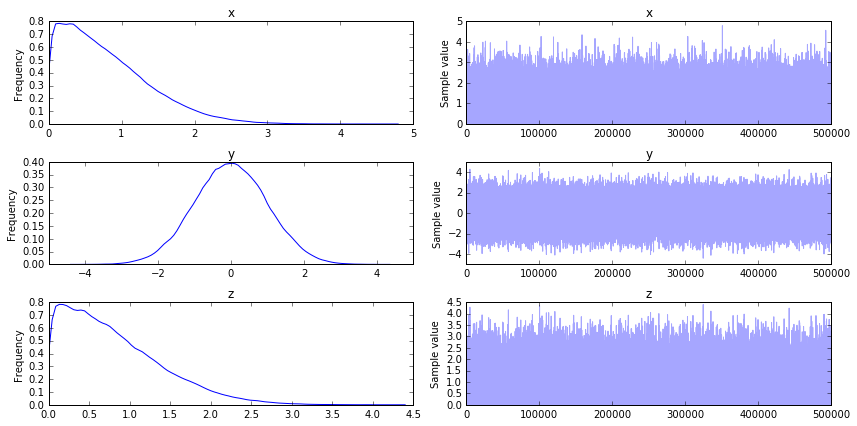 x
Frequency
0.8
0.7
0.6
0.5
0.4
0.3
0.2
0.1
0.0
0 1 2 3 4 5
x
Sample value
5
4
3
2
1
0
0 100000 200000 300000 400000 500000
y
Frequency
0.40
0.35
0.30
0.25
0.20
0.15
0.10
0.05
0.00
−4 −2 0 2 4
y
Sample value
4
2
0
−2
−4
0 100000 200000 300000 400000 500000
z
Frequency
0.8
0.7
0.6
0.5
0.4
0.3
0.2
0.1
0.0
0.0 0.5 1.0 1.5 2.0 2.5 3.0 3.5 4.0 4.5
z
Sample value
4.5
4.0
3.5
3.0
2.5
2.0
1.5
1.0
0.5
0.0
0 100000 200000 300000 400000 500000